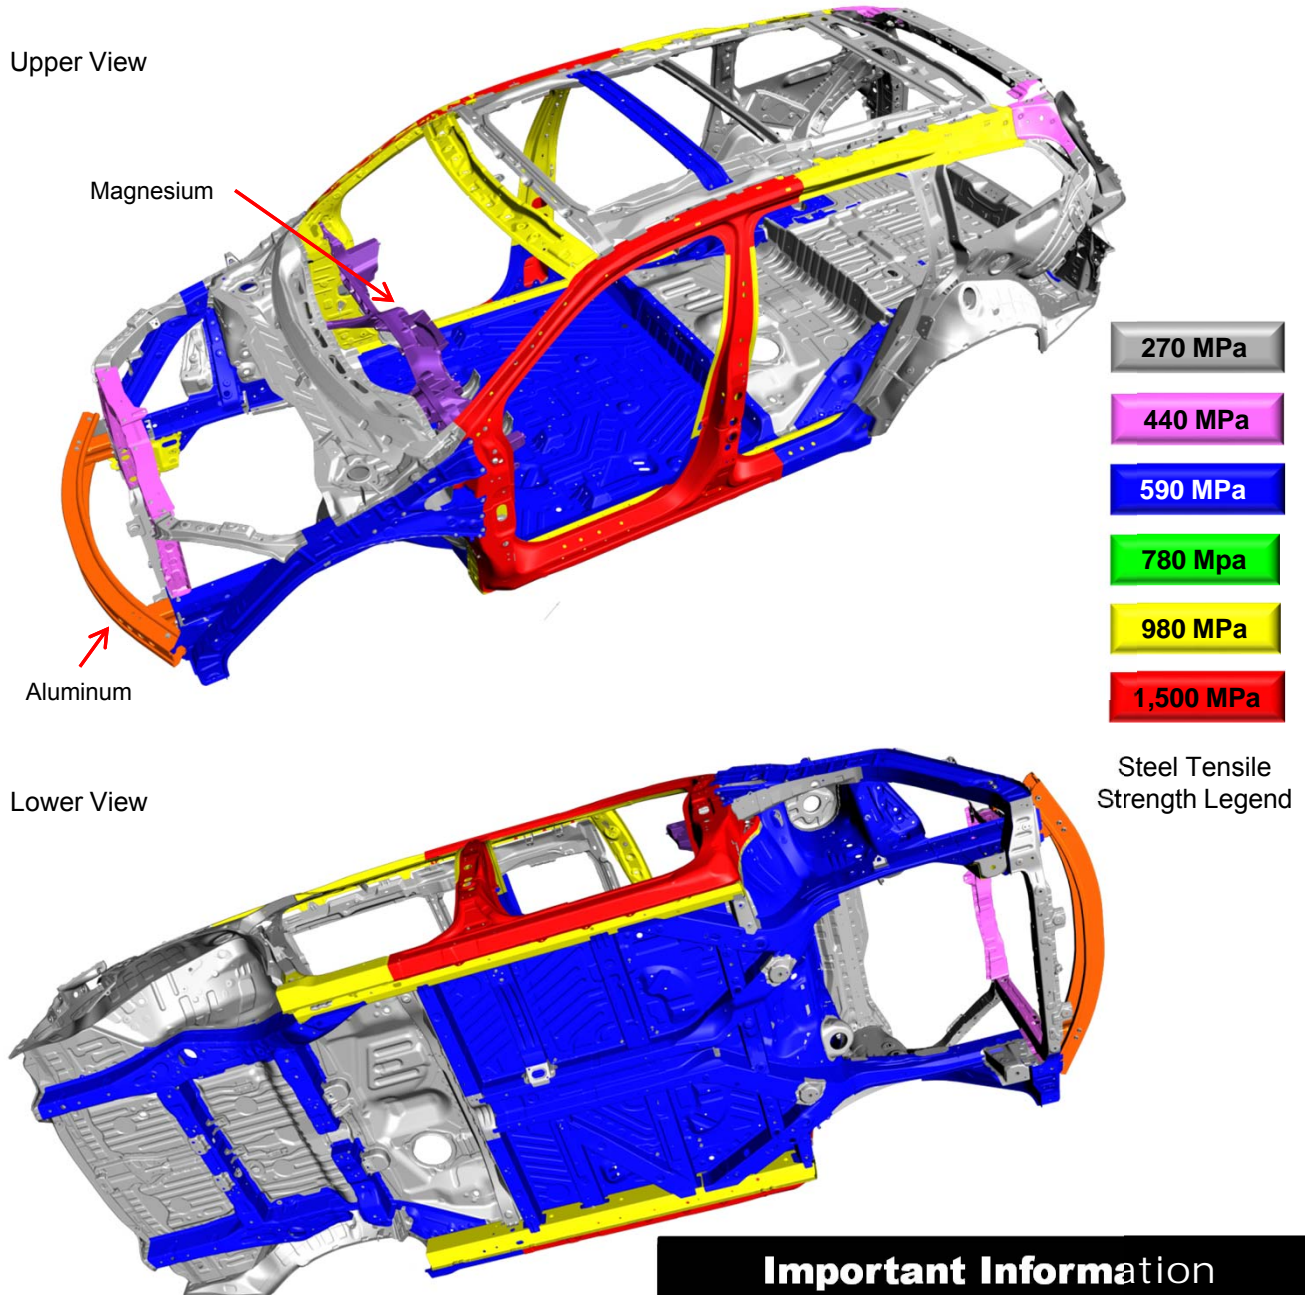 Upper View
Magnesium
270 MPa
440 MPa
590 MPa
780 Mpa
980 MPa
1,500 MPa
Aluminum
Steel Tensile
Strength Legend
Lower View
Important Information